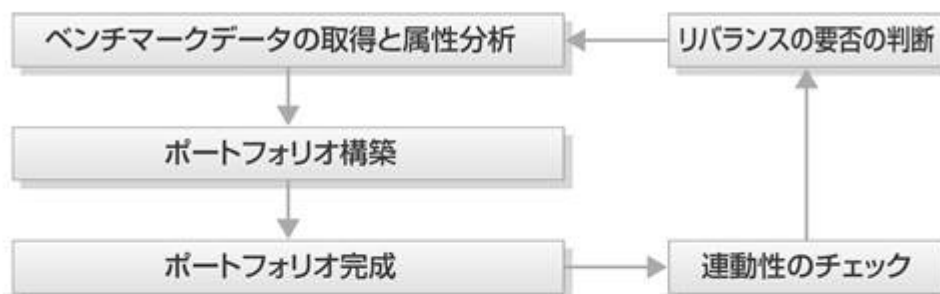 ベンチマークデータの取得と属性分析
リバランスの要否の判断
ポートフォリオ構築
ポートフォリオ完成
連動性のチェック